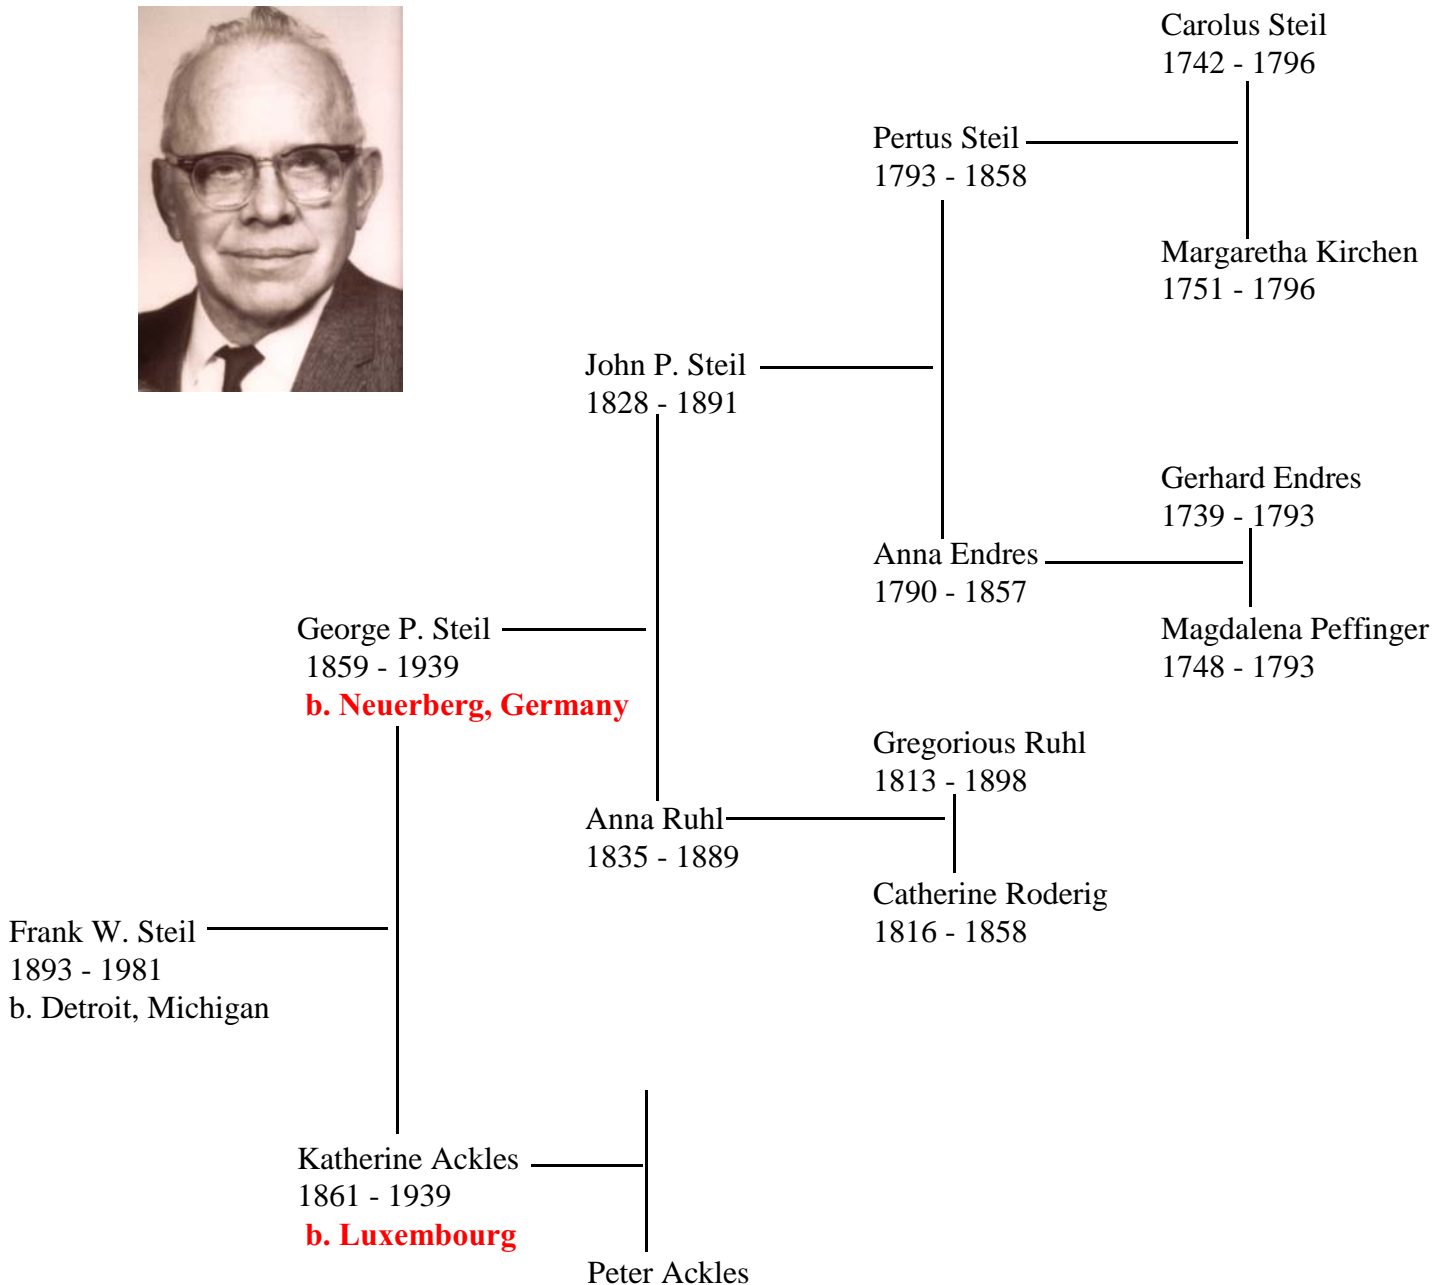 Carolus Steil
1742 - 1796
Pertus Steil
1793 - 1858
Margaretha Kirchen
1751 - 1796
John P. Steil
1828 - 1891
Gerhard Endres
1739 - 1793
Anna Endres
1790 - 1857
George P. Steil
1859 - 1939
b. Neuerberg, Germany
Magdalena Peffinger
1748 - 1793
Gregorious Ruhl
1813 - 1898
Anna Ruhl
1835 - 1889
Catherine Roderig
1816 - 1858
Frank W. Steil
1893 - 1981
b. Detroit, Michigan
Katherine Ackles
1861 - 1939
b. Luxembourg
Peter Ackles